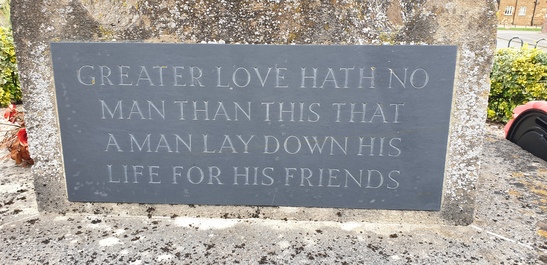 GREATER LOVE HATH NO
MAN THAN THIS THAT
A MAN LAY DOWN HIS
LIFE FOR HIS FRIENDS